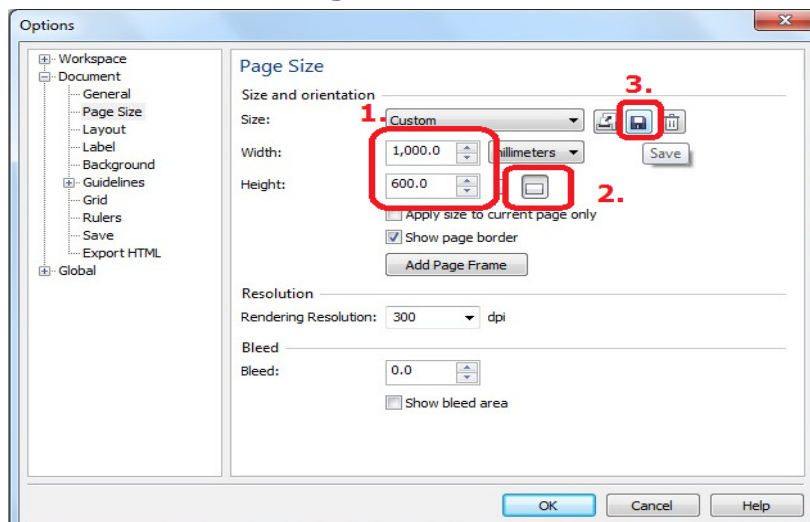 Options
Workspace
Document
General
Page Size
Layout
Label
Background
Guidelines
Grid
Rulers
Save
Export HTML
Global
Page Size
Size and orientation
3.
Size: 1. Custom
Width: 1,000.0 millimeters
Save
Height: 600.0
2.
Apply size to current page only
Show page border
Add Page Frame
Resolution
Rendering Resolution: 300 dpi
Bleed
Bleed: 0.0
Show bleed area
OK Cancel Help